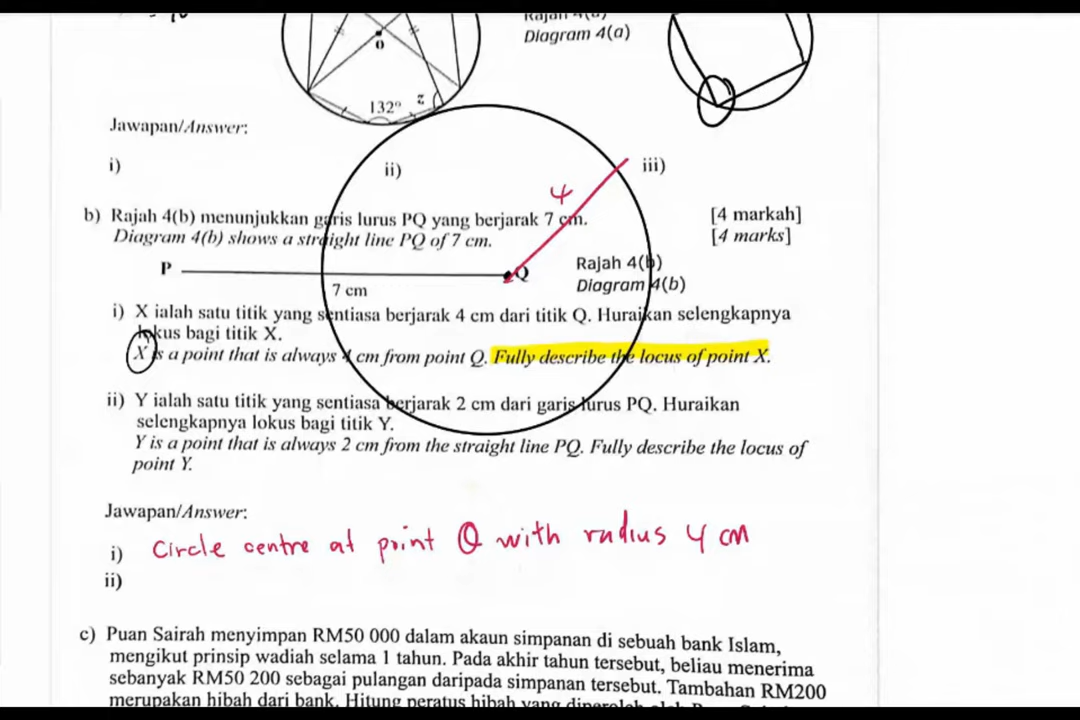 Diagram 4(a)
0
132°
z
Jawapan/Answer:
i)
ii)
iii)
4
b) Rajah 4(b) menunjukkan garis lurus PQ yang berjarak 7 cm.
[4 markah]
Diagram 4(b) shows a straight line PQ of 7 cm.
[4 marks]
P
Q
7 cm
Rajah 4(b)
Diagram 4(b)
i) X ialah satu titik yang sentiasa berjarak 4 cm dari titik Q. Huraikan selengkapnya
lokus bagi titik X.
X is a point that is always 4 cm from point Q. Fully describe the locus of point X.
ii) Y ialah satu titik yang sentiasa berjarak 2 cm dari garis lurus PQ. Huraikan
selengkapnya lokus bagi titik Y.
Y is a point that is always 2 cm from the straight line PQ. Fully describe the locus of
point Y.
Jawapan/Answer:
i) Circle centre at point Q with radius 4 cm
ii)
c) Puan Sairah menyimpan RM50 000 dalam akaun simpanan di sebuah bank Islam,
mengikut prinsip wadiah selama 1 tahun. Pada akhir tahun tersebut, beliau menerima
sebanyak RM50 200 sebagai pulangan daripada simpanan tersebut. Tambahan RM200
merupakan hibah dari bank. Hitung peratus hibah yang